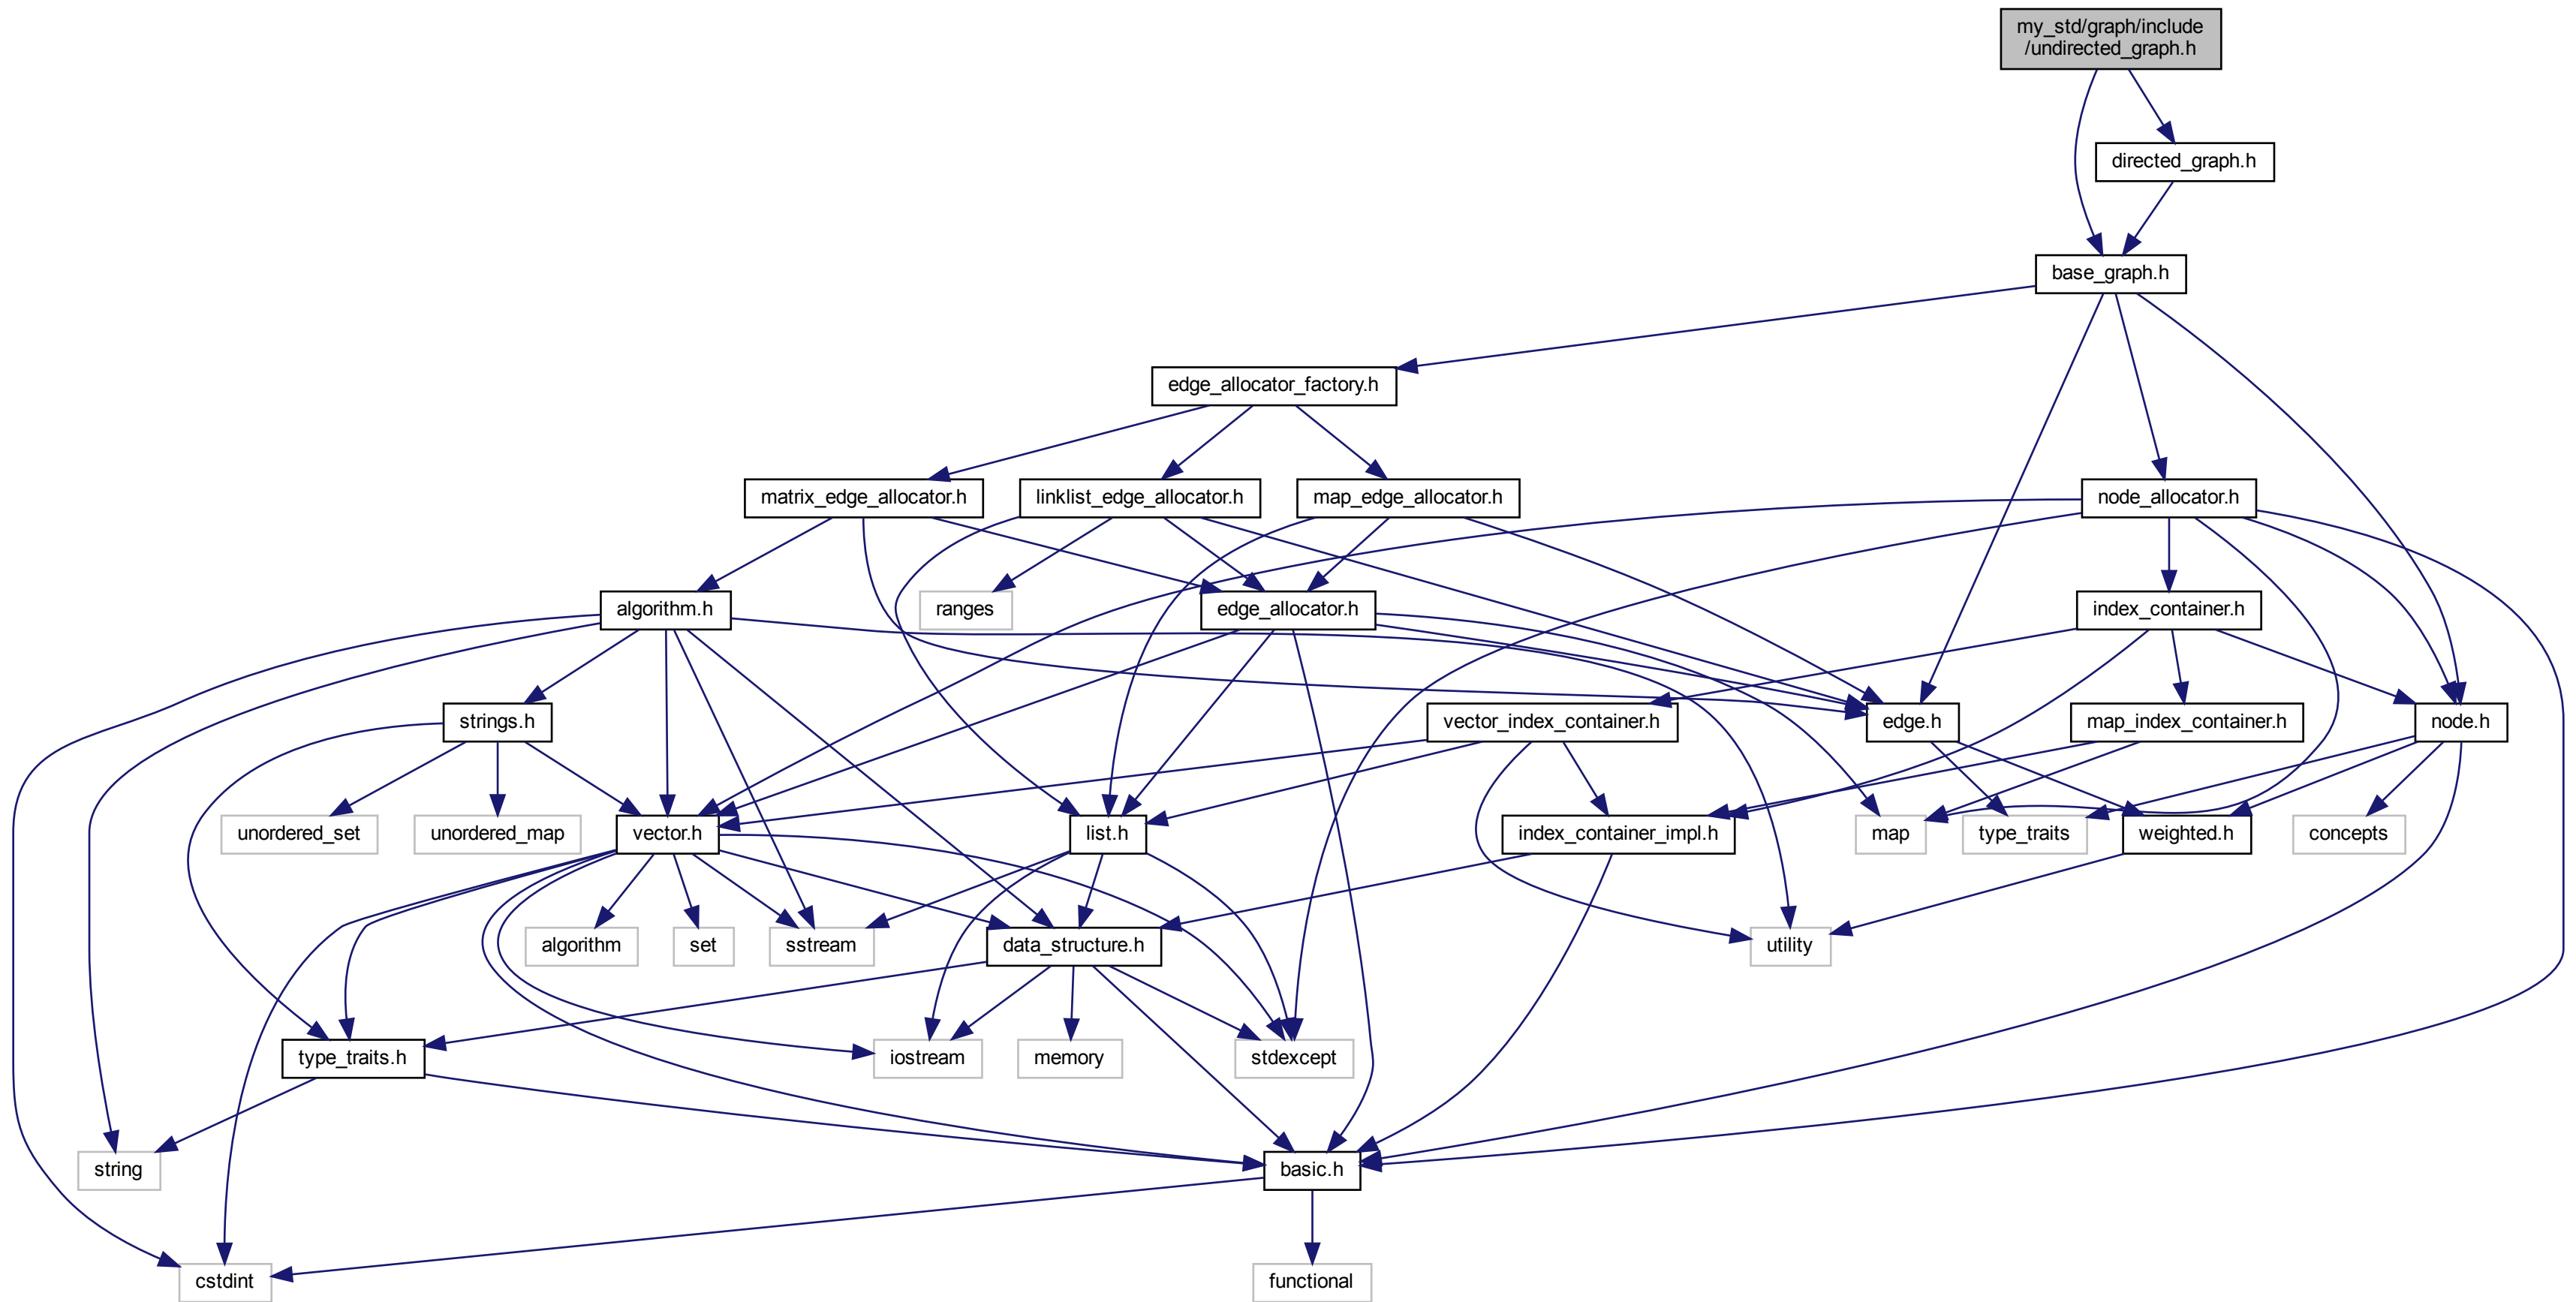 my_std/graph/include
/undirected_graph.h
directed_graph.h
base_graph.h
edge_allocator_factory.h
matrix_edge_allocator.h
linklist_edge_allocator.h
map_edge_allocator.h
node_allocator.h
algorithm.h
ranges
edge_allocator.h
index_container.h
strings.h
vector_index_container.h
edge.h
map_index_container.h
node.h
unordered_set
unordered_map
vector.h
list.h
index_container_impl.h
map
type_traits
weighted.h
concepts
algorithm
set
sstream
data_structure.h
utility
type_traits.h
iostream
memory
stdexcept
string
basic.h
cstdint
functional